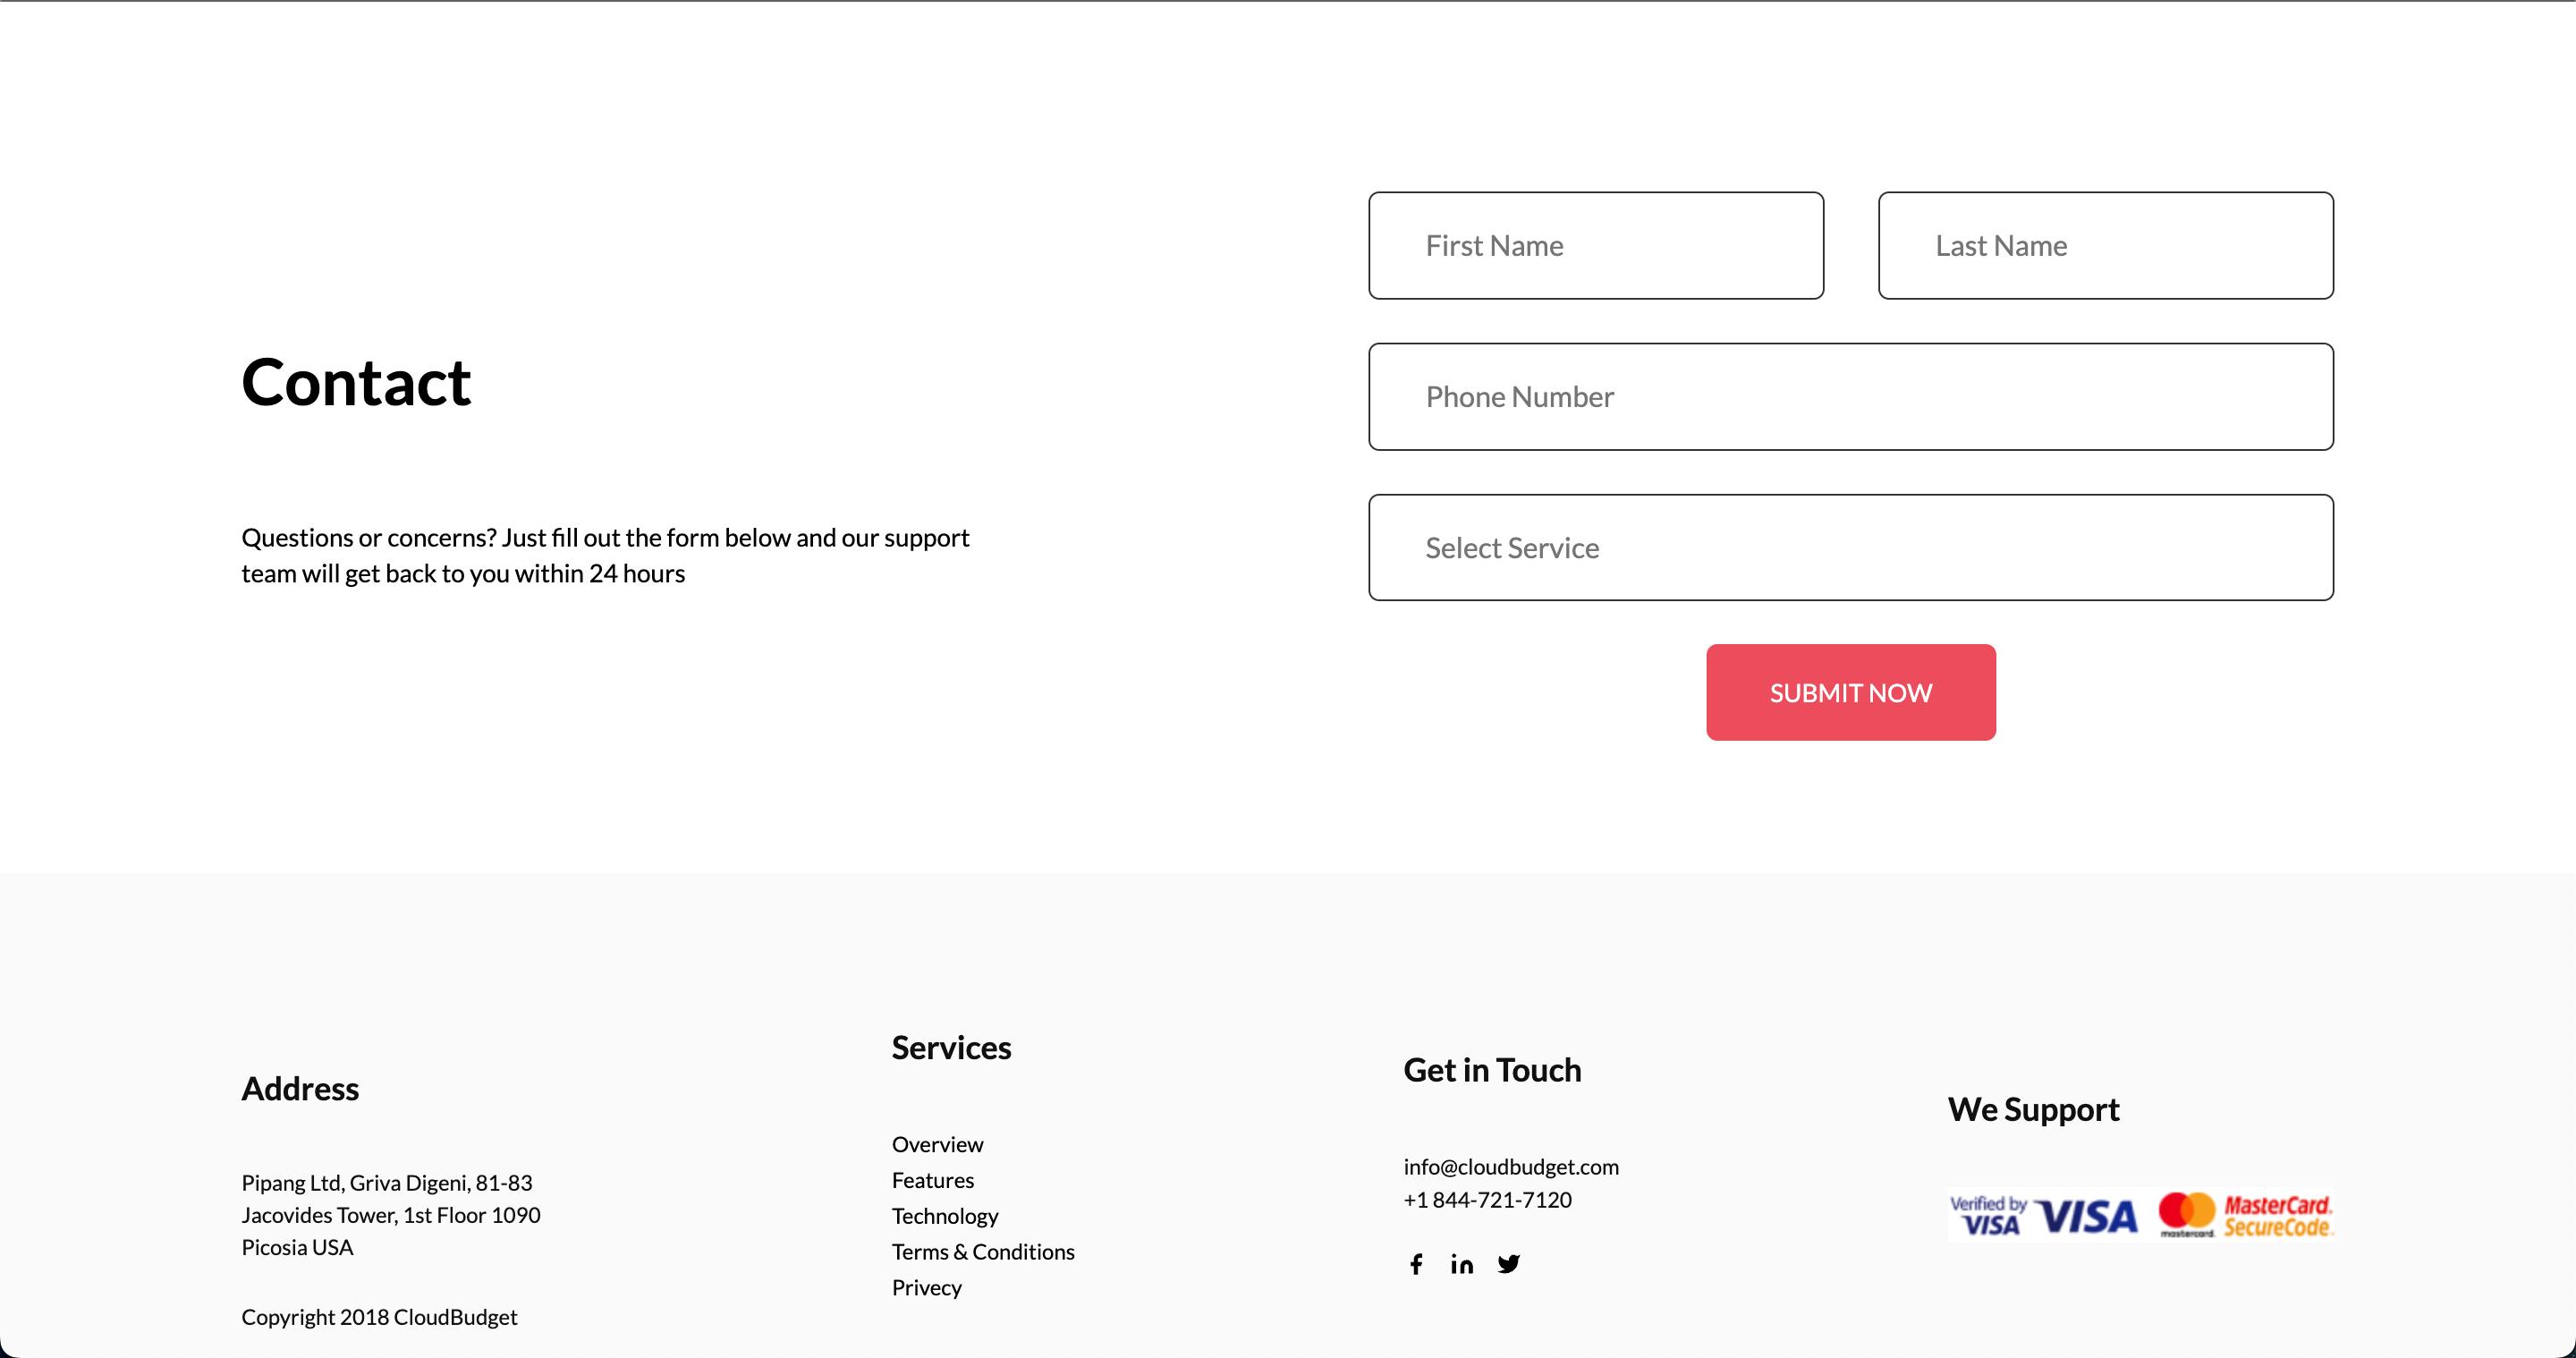 First Name
Last Name
Contact
Phone Number
Questions or concerns? Just fill out the form below and our support
team will get back to you within 24 hours
Select Service
SUBMIT NOW
Address
Pipang Ltd, Griva Digeni, 81-83
Jacovides Tower, 1st Floor 1090
Picosia USA
Copyright 2018 CloudBudget
Services
Overview
Features
Technology
Terms & Conditions
Privecy
Get in Touch
info@cloudbudget.com
+1 844-721-7120
We Support
Verified by
VISA
VISA
mastercard.
MasterCard.
SecureCode.